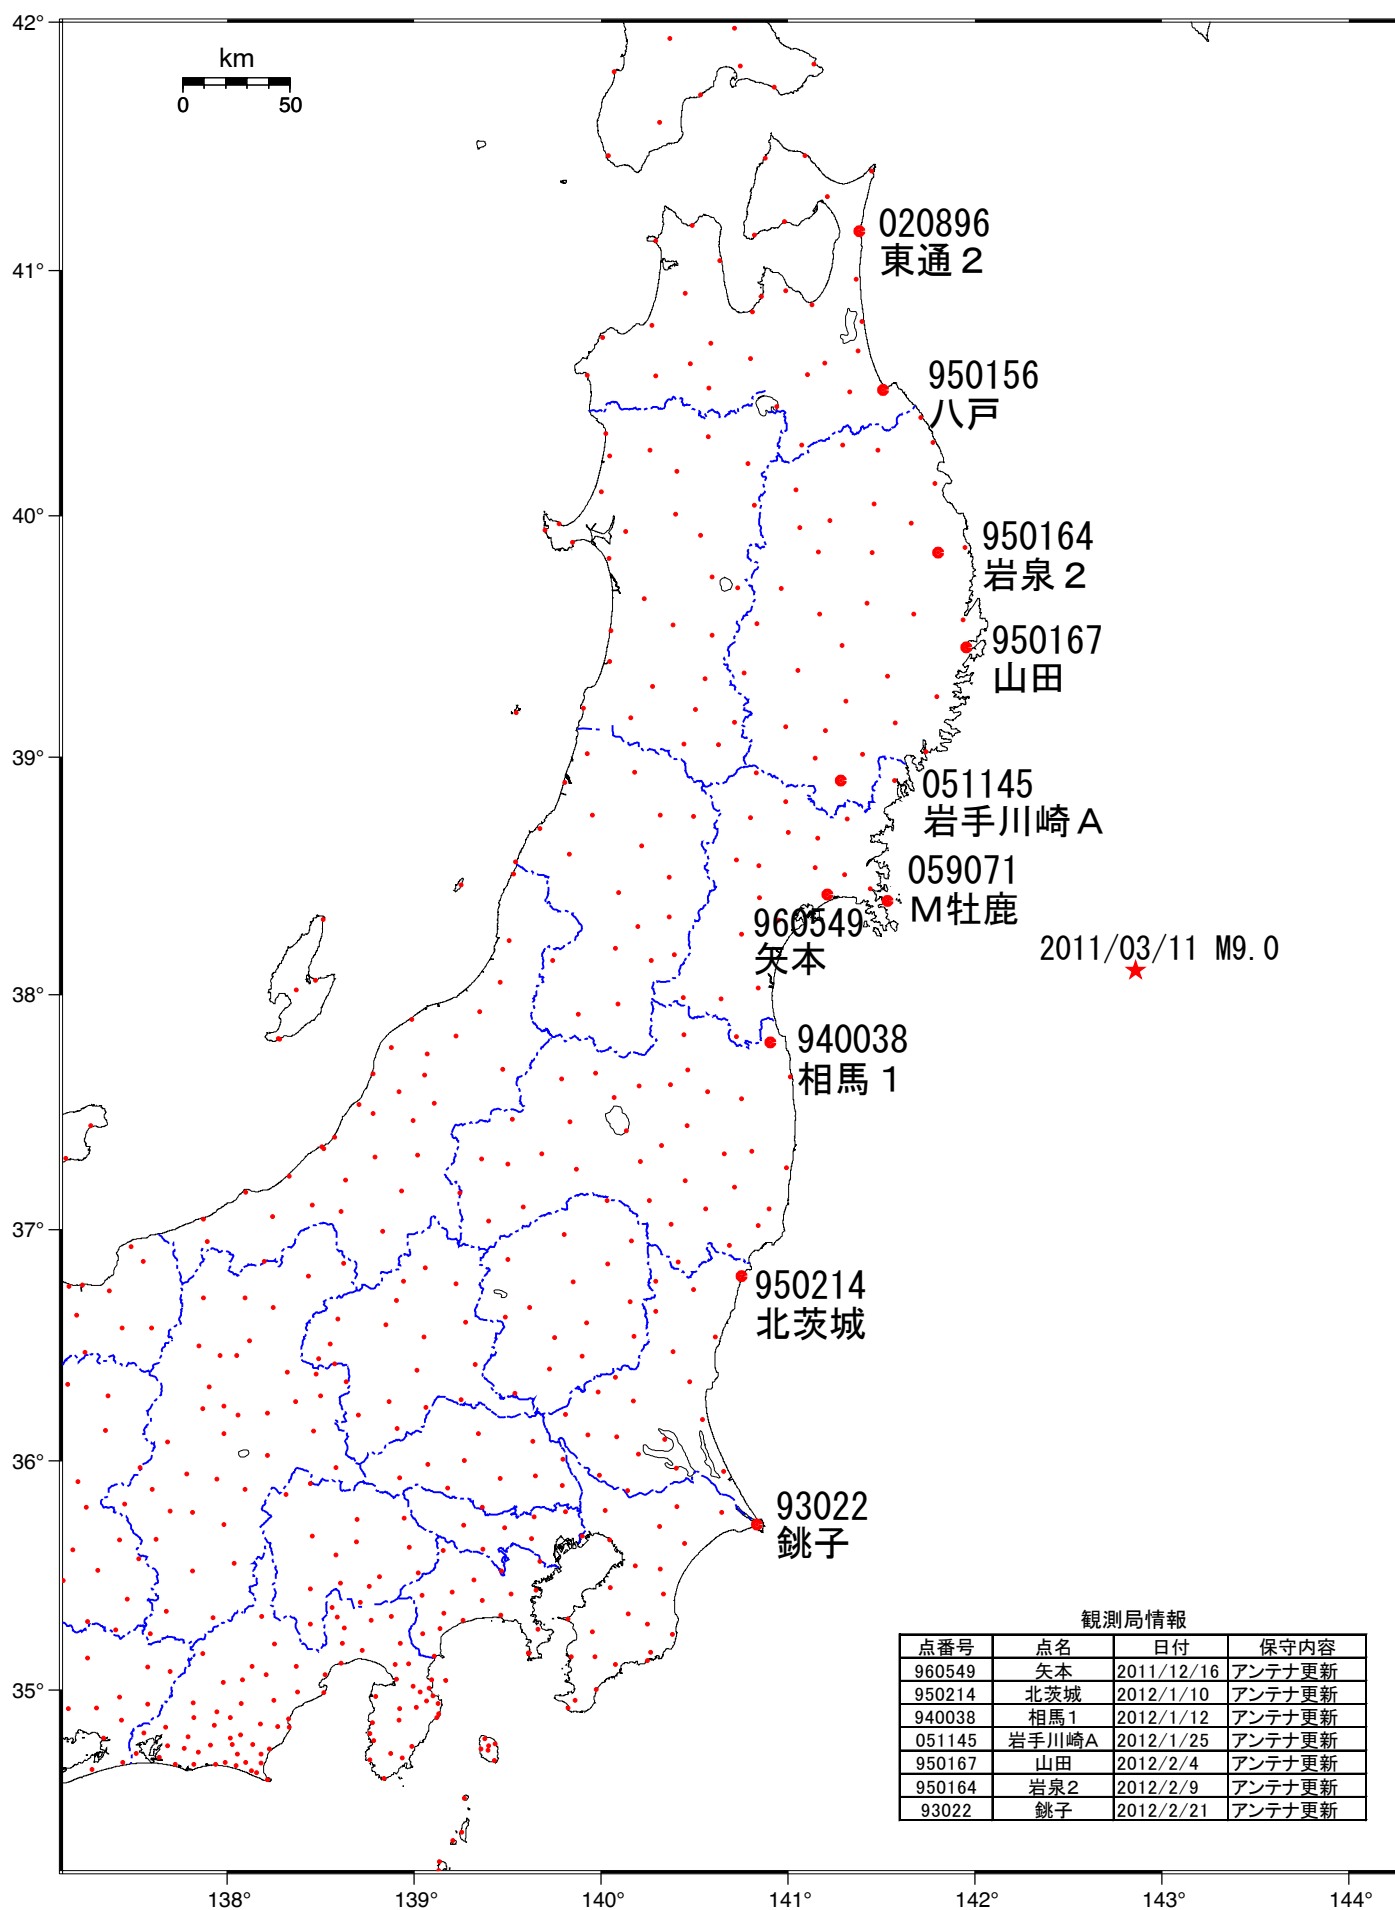 42°
km
0 50
020896
東通２
41°
950156
八戸
40°
950164
岩泉２
950167
山田
39°
051145
岩手川崎Ａ
059071
Ｍ牡鹿
960549
矢本
2011/03/11 M9.0
38°
940038
相馬１
37°
950214
北茨城
36°
93022
銚子
35°
観測局情報
点番号 点名 日付 保守内容
960549 矢本 2011/12/16 アンテナ更新
950214 北茨城 2012/1/10 アンテナ更新
940038 相馬1 2012/1/12 アンテナ更新
051145 岩手川崎A 2012/1/25 アンテナ更新
950167 山田 2012/2/4 アンテナ更新
950164 岩泉2 2012/2/9 アンテナ更新
93022 銚子 2012/2/21 アンテナ更新
138° 139° 140° 141° 142° 143° 144°